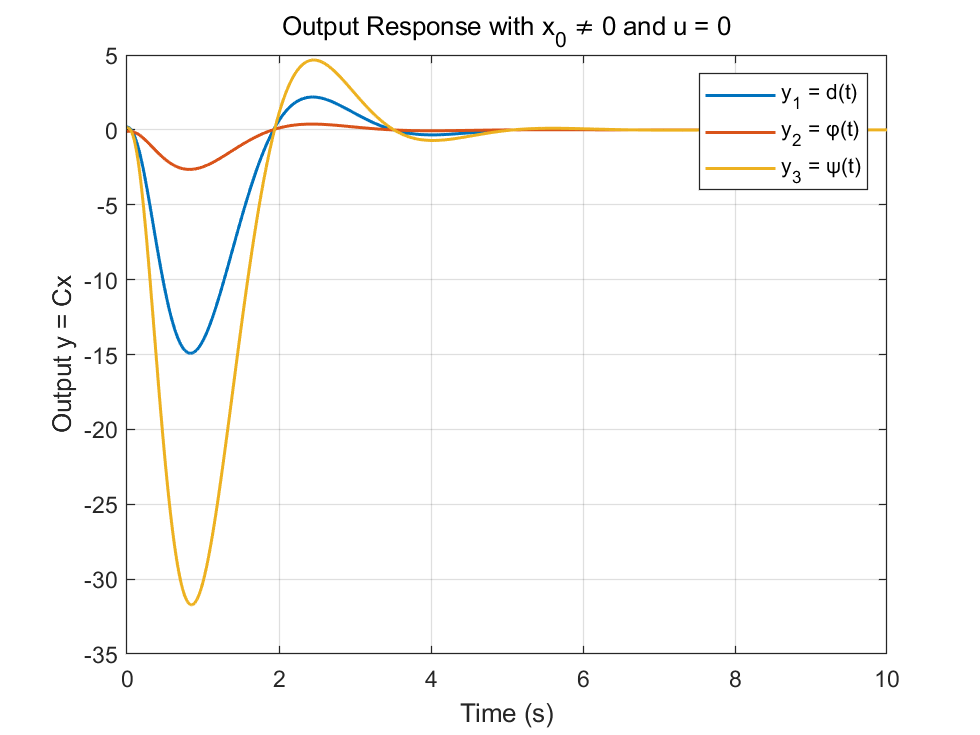 Output Response with x₀ ≠ 0 and u = 0
y₁ = d(t)
y₂ = φ(t)
y₃ = ψ(t)
5
0
-5
-10
-15
-20
-25
-30
-35
Output y = Cx
0 2 4 6 8 10
Time (s)